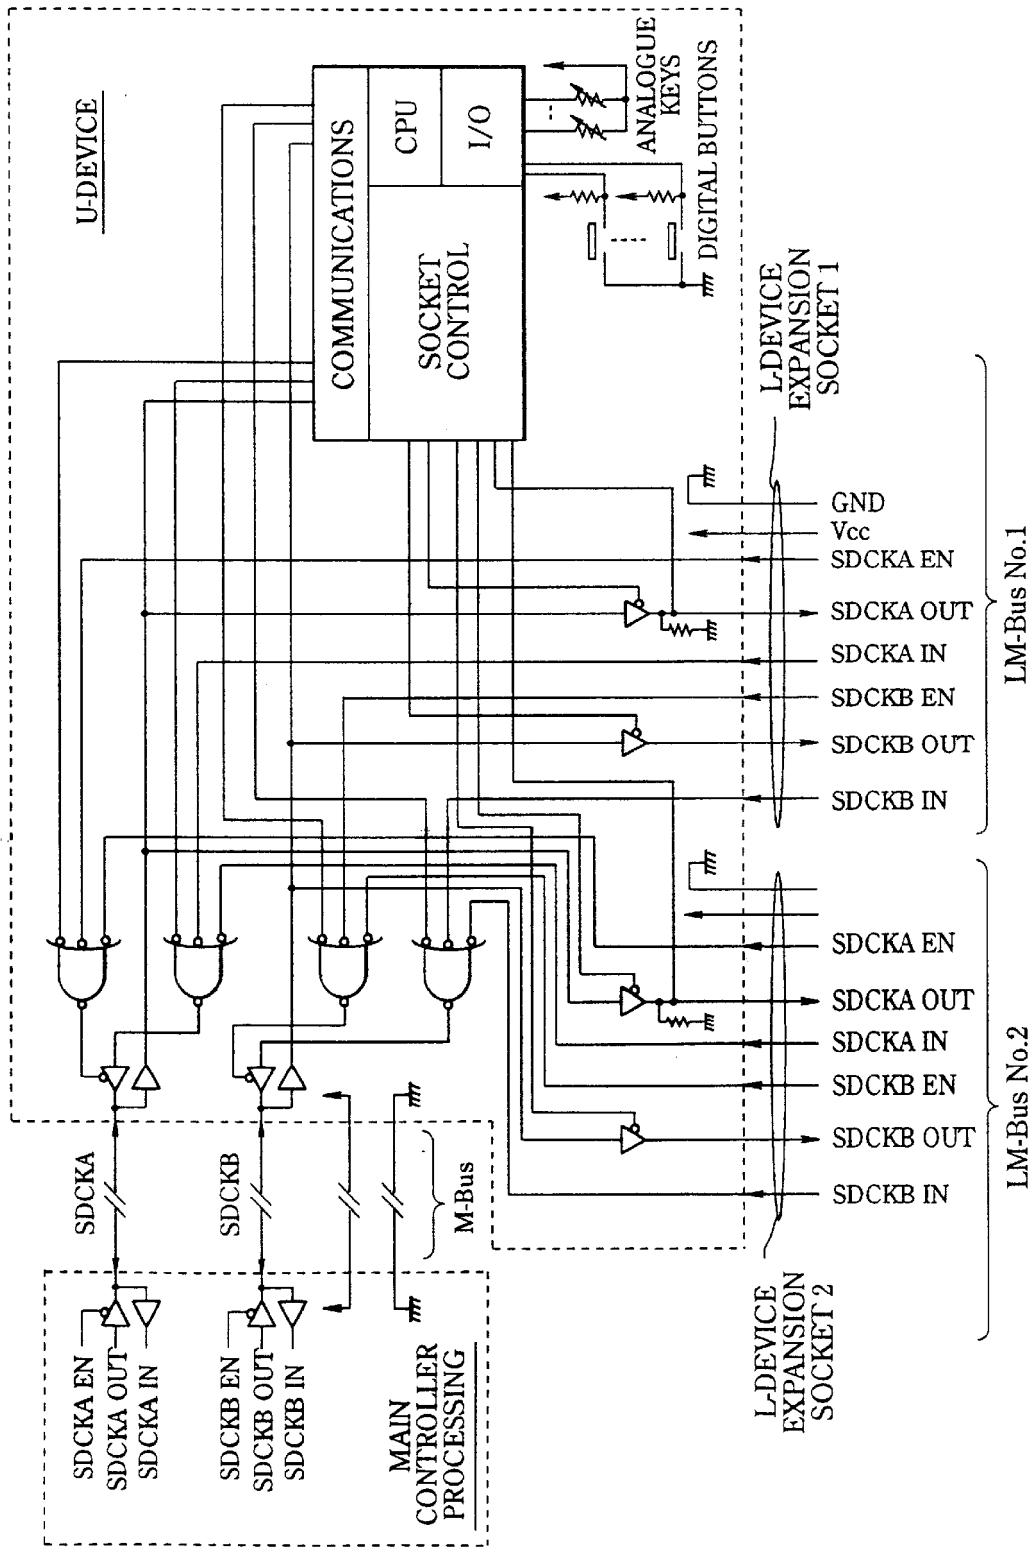 U-DEVICE
COMMUNICATIONS
CPU
I/O
SOCKET
CONTROL
ANALOGUE
KEYS
DIGITAL BUTTONS
L-DEVICE
EXPANSION
SOCKET 1
GND
Vcc
SDCKA EN
SDCKA OUT
SDCKA IN
SDCKB EN
SDCKB OUT
SDCKB IN
LM-Bus No.1
SDCKA EN
SDCKA OUT
SDCKA IN
SDCKB EN
SDCKB OUT
SDCKB IN
LM-Bus No.2
L-DEVICE
EXPANSION
SOCKET 2
SDCKA
SDCKB
M-Bus
SDCKA EN
SDCKA OUT
SDCKA IN
SDCKB EN
SDCKB OUT
SDCKB IN
MAIN
CONTROLLER
PROCESSING